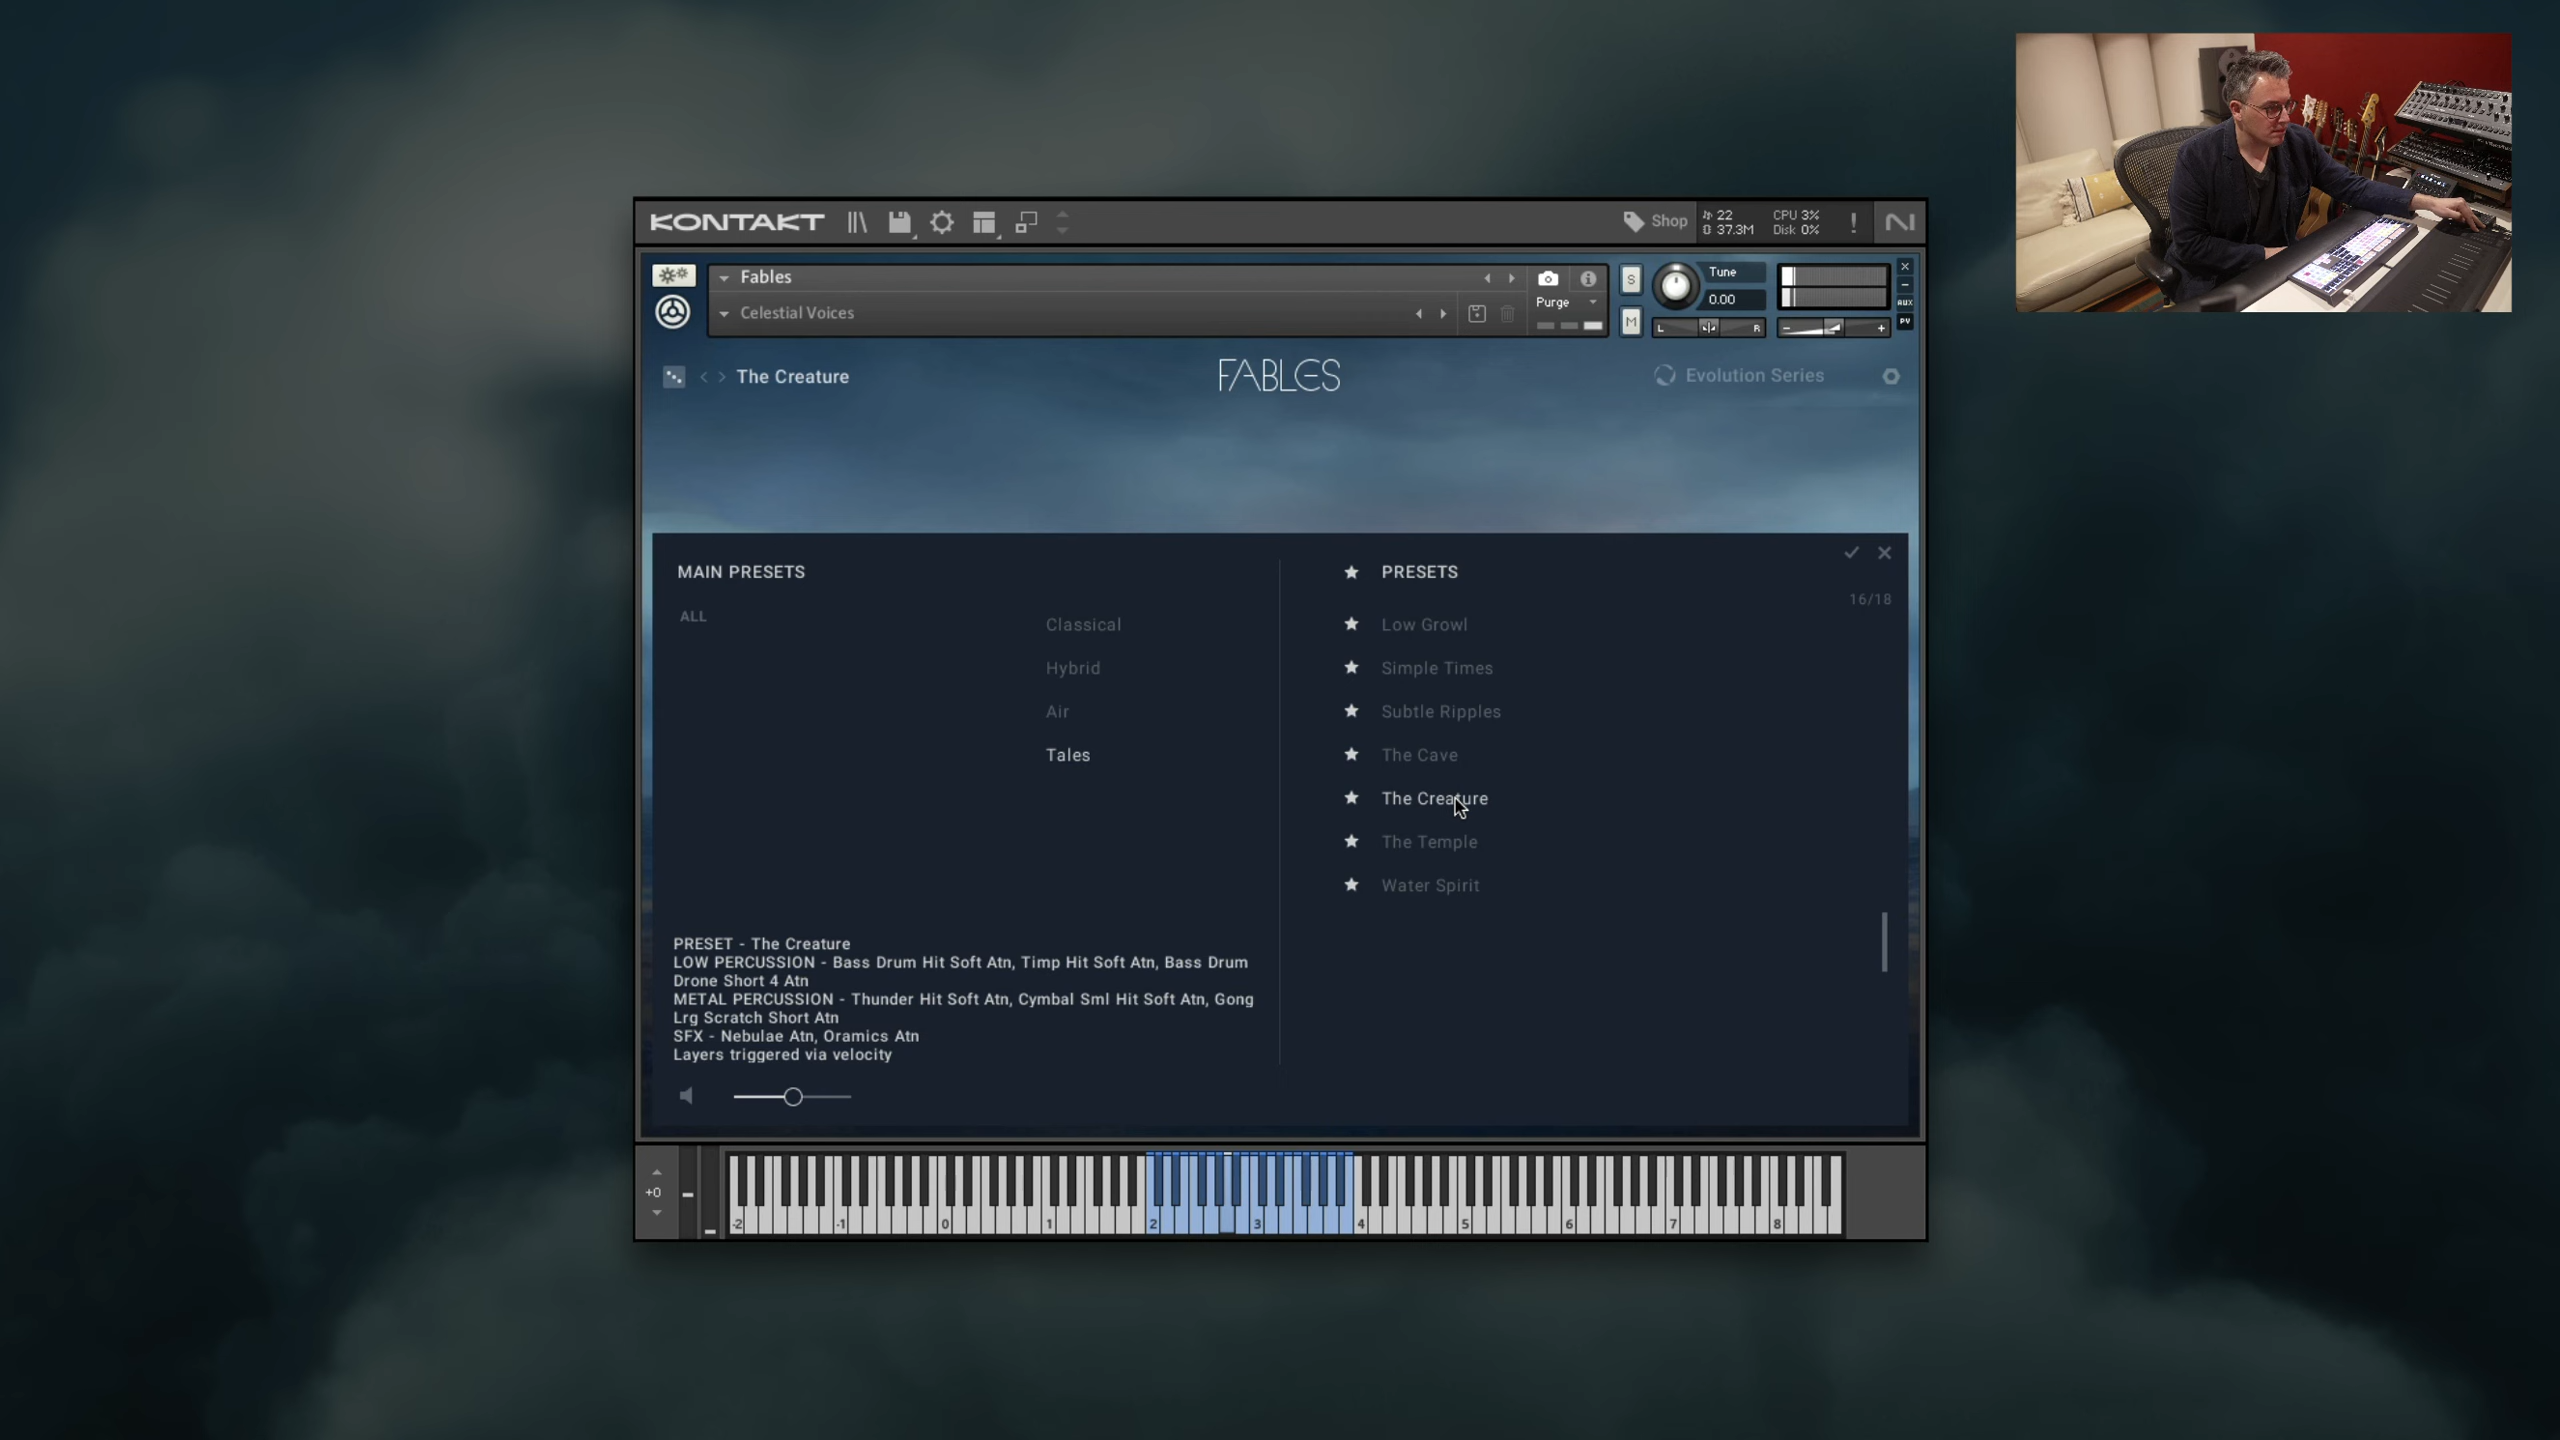 KONTAKT
Shop
22
37.3M
CPU 3%
Disk 0%
!
Fables
Purge
S
Tune
0.00
X
AUX
PV
Celestial Voices
M
L
R
The Creature
FABLES
Evolution Series
MAIN PRESETS
PRESETS
16/18
ALL
Classical
Hybrid
Air
Tales
Low Growl
Simple Times
Subtle Ripples
The Cave
The Creature
The Temple
Water Spirit
PRESET - The Creature
LOW PERCUSSION - Bass Drum Hit Soft Atn, Timp Hit Soft Atn, Bass Drum
Drone Short 4 Atn
METAL PERCUSSION - Thunder Hit Soft Atn, Cymbal Sml Hit Soft Atn, Gong
Lrg Scratch Short Atn
SFX - Nebulae Atn, Oramics Atn
Layers triggered via velocity
+0
-2 -1 0 1 2 3 4 5 6 7 8